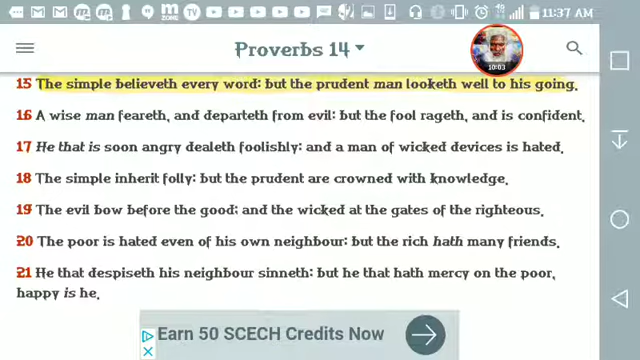 15 11:37 AM
Proverbs 14
10:03
15 The simple believeth every word: but the prudent man looketh well to his going.
16 A wise man feareth, and departeth from evil: but the fool rageth, and is confident.
17 He that is soon angry dealeth foolishly: and a man of wicked devices is hated.
18 The simple inherit folly: but the prudent are crowned with knowledge.
19 The evil bow before the good; and the wicked at the gates of the righteous.
20 The poor is hated even of his own neighbour: but the rich hath many friends.
21 He that despiseth his neighbour sinneth: but he that hath mercy on the poor,
happy is he.
Earn 50 SCECH Credits Now